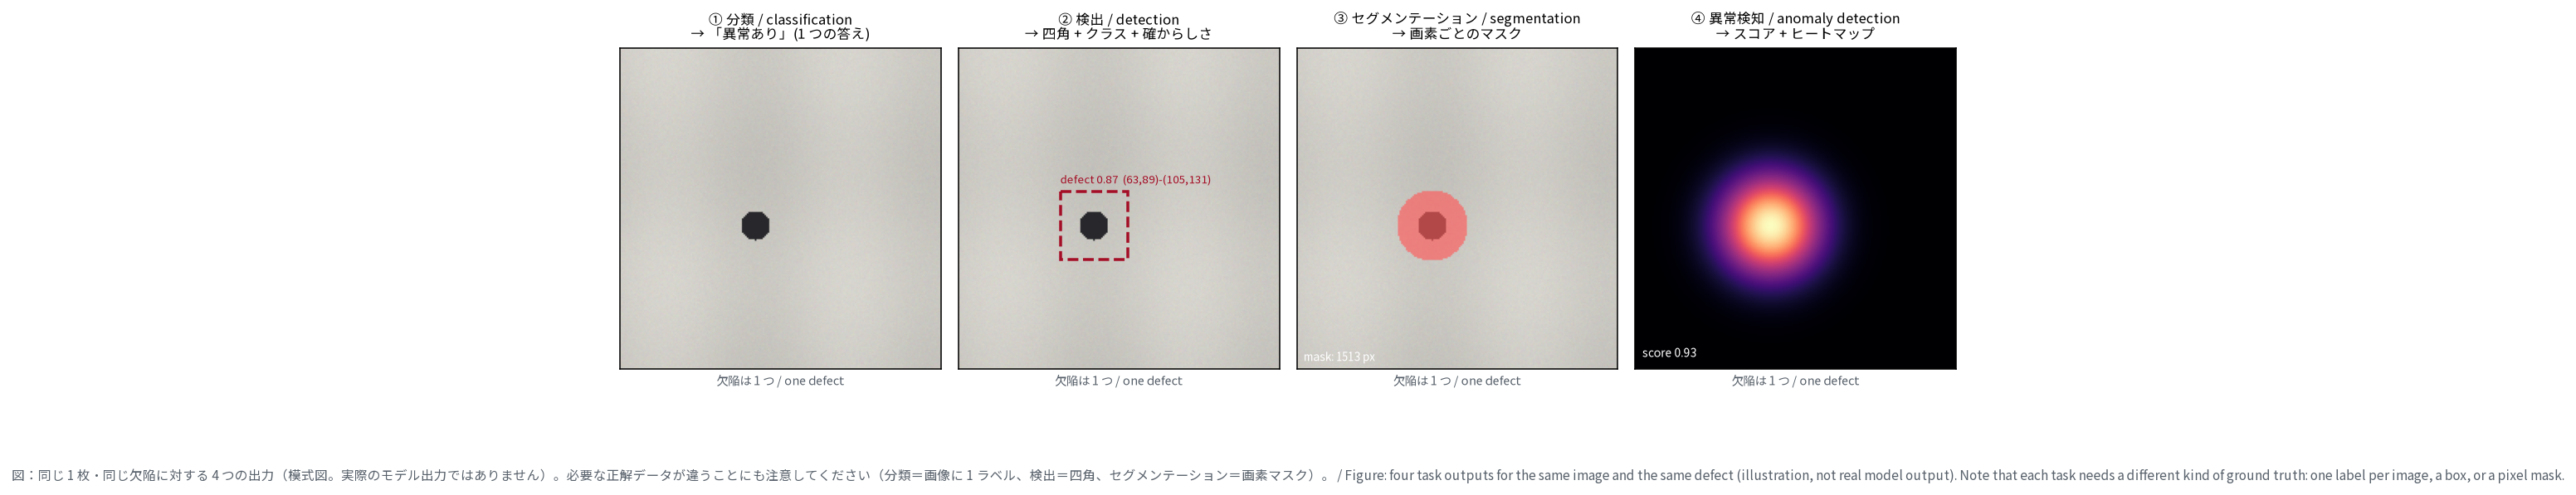 ① 分類 / classification
→ 「異常あり」(1 つの答え)
② 検出 / detection
→ 四角 + クラス + 確からしさ
③ セグメンテーション / segmentation
→ 画素ごとのマスク
④ 異常検知 / anomaly detection
→ スコア + ヒートマップ
defect 0.87 (63,89)-(105,131)
mask: 1513 px
score 0.93
欠陥は 1 つ / one defect
欠陥は 1 つ / one defect
欠陥は 1 つ / one defect
欠陥は 1 つ / one defect
図：同じ 1 枚・同じ欠陥に対する 4 つの出力（模式図。実際のモデル出力ではありません）。必要な正解データが違うことにも注意してください（分類＝画像に 1 ラベル、検出＝四角、セグメンテーション＝画素マスク）。 / Figure: four task outputs for the same image and the same defect (illustration, not real model output). Note that each task needs a different kind of ground truth: one label per image, a box, or a pixel mask.